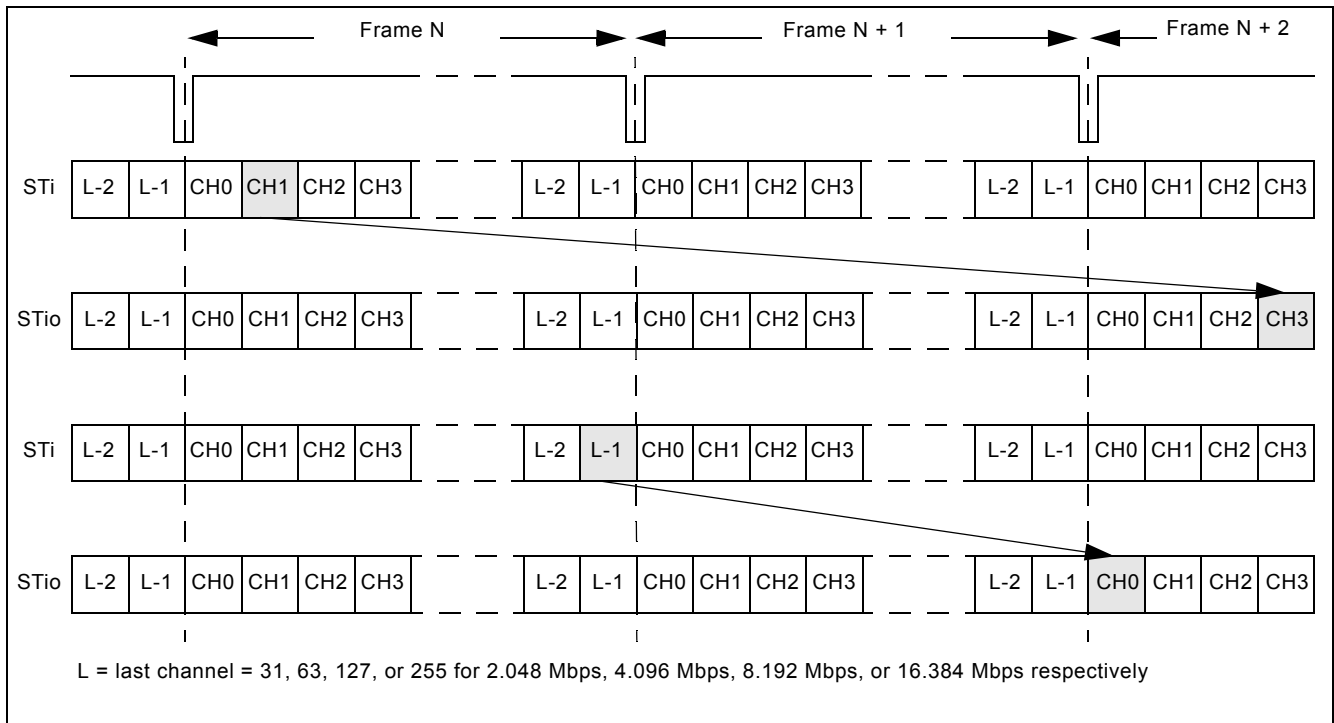 Frame N Frame N + 1 Frame N + 2
STi L-2 L-1 CH0 CH1 CH2 CH3 L-2 L-1 CH0 CH1 CH2 CH3 L-2 L-1 CH0 CH1 CH2 CH3
STio L-2 L-1 CH0 CH1 CH2 CH3 L-2 L-1 CH0 CH1 CH2 CH3 L-2 L-1 CH0 CH1 CH2 CH3
STi L-2 L-1 CH0 CH1 CH2 CH3 L-2 L-1 CH0 CH1 CH2 CH3 L-2 L-1 CH0 CH1 CH2 CH3
STio L-2 L-1 CH0 CH1 CH2 CH3 L-2 L-1 CH0 CH1 CH2 CH3 L-2 L-1 CH0 CH1 CH2 CH3
L = last channel = 31, 63, 127, or 255 for 2.048 Mbps, 4.096 Mbps, 8.192 Mbps, or 16.384 Mbps respectively